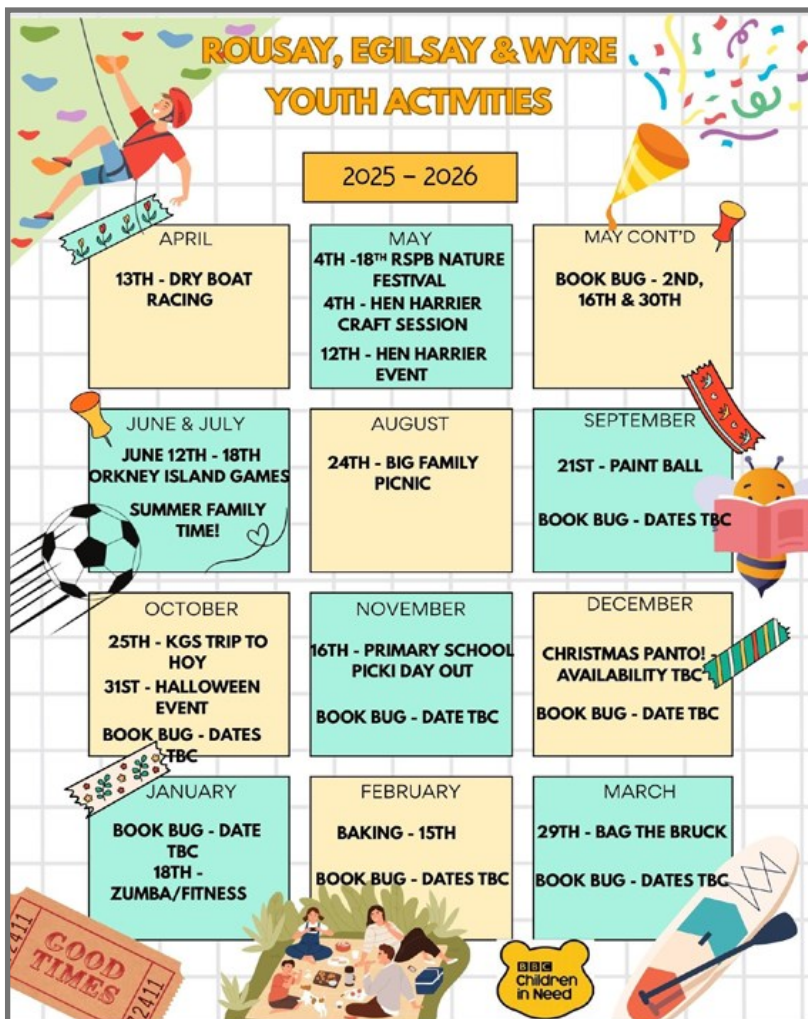 ROUSAY, EGILSAY & WYRE
YOUTH ACTIVITIES
2025 - 2026
APRIL
13TH - DRY BOAT
RACING
MAY
4TH -18TH RSPB NATURE
FESTIVAL
4TH - HEN HARRIER
CRAFT SESSION
12TH - HEN HARRIER
EVENT
MAY CONT'D
BOOK BUG - 2ND,
16TH & 30TH
JUNE & JULY
JUNE 12TH - 18TH
ORKNEY ISLAND GAMES
SUMMER FAMILY
TIME!
AUGUST
24TH - BIG FAMILY
PICNIC
SEPTEMBER
21ST - PAINT BALL
BOOK BUG - DATES TBC
OCTOBER
25TH - KGS TRIP TO
HOY
31ST - HALLOWEEN
EVENT
BOOK BUG - DATES
TBC
NOVEMBER
16TH - PRIMARY SCHOOL
PICKI DAY OUT
BOOK BUG - DATE TBC
DECEMBER
CHRISTMAS PANTO! -
AVAILABILITY TBC
BOOK BUG - DATE TBC
JANUARY
BOOK BUG - DATE
TBC
18TH -
ZUMBA/FITNESS
FEBRUARY
BAKING - 15TH
BOOK BUG - DATES TBC
MARCH
29TH - BAG THE BRUCK
BOOK BUG - DATES TBC
2411
GOOD
TIMES
72411
BBC
Children
in Need